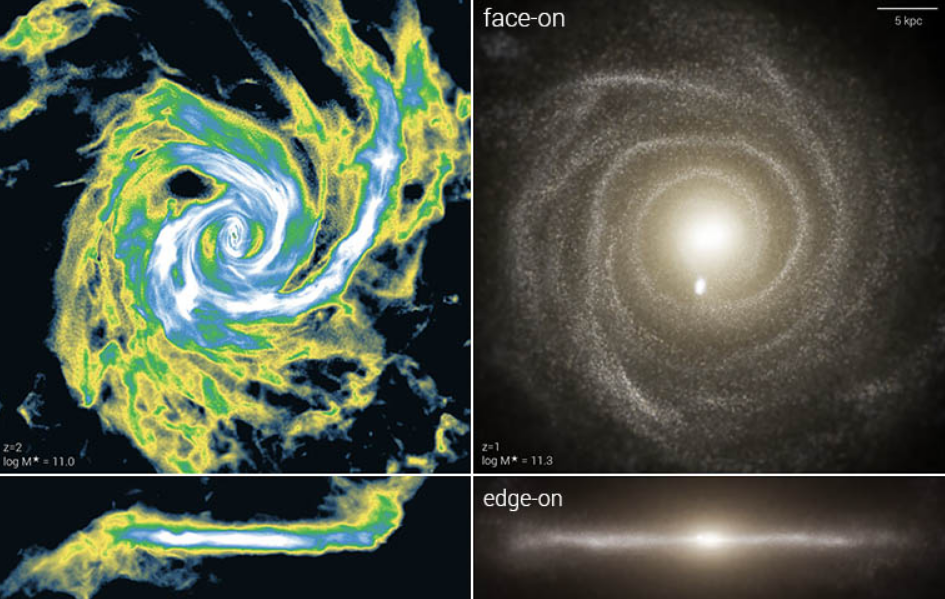 face-on
5 kpc
z=2
log M★ = 11.0
z=1
log M★ = 11.3
edge-on